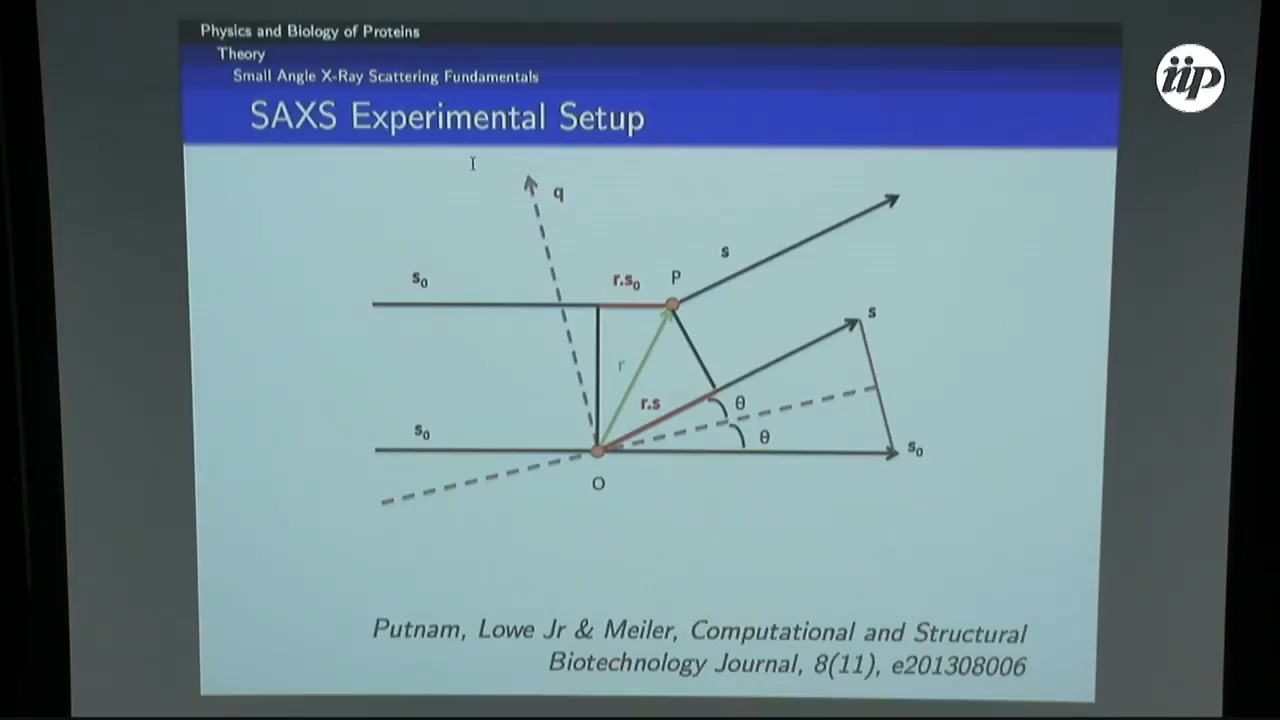 Physics and Biology of Proteins
Theory
Small Angle X-Ray Scattering Fundamentals
iip
SAXS Experimental Setup
q
s
s₀
r.s₀
P
s
r
r.s
θ
s₀
θ
s₀
O
Putnam, Lowe Jr & Meiler, Computational and Structural
Biotechnology Journal, 8(11), e201308006